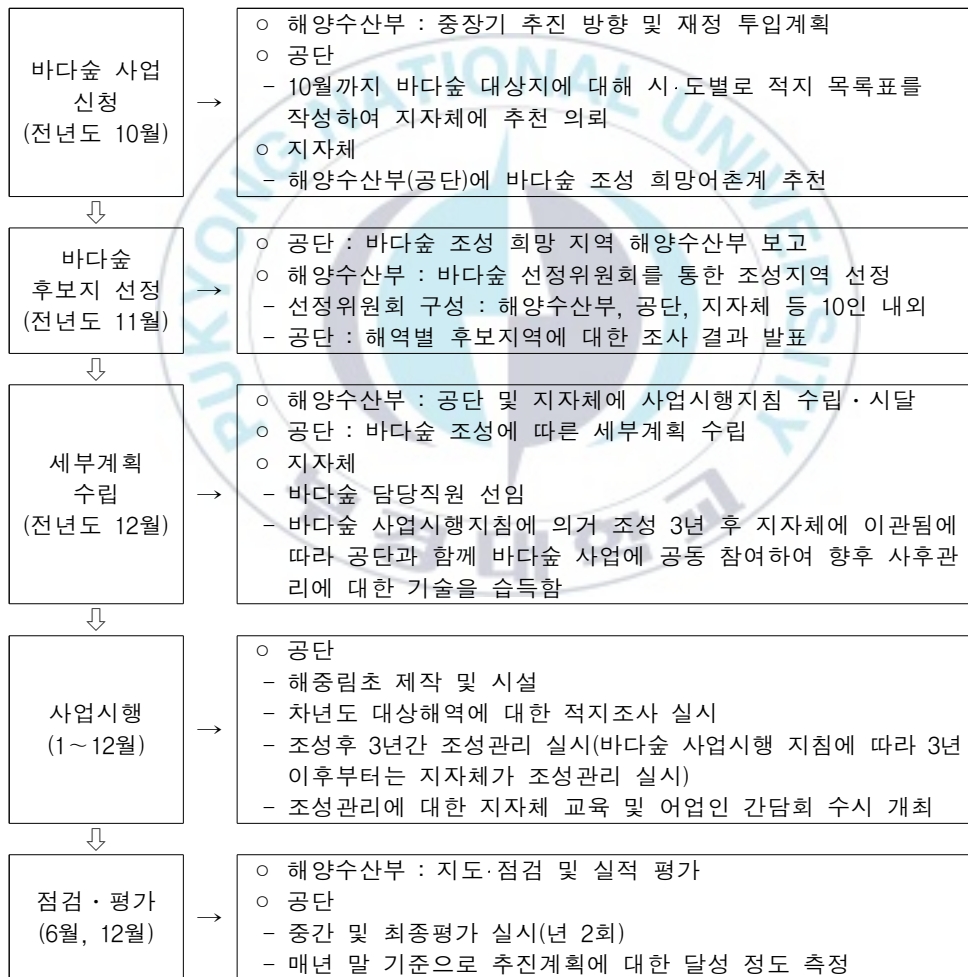 바다숲 사업
신청
(전년도 10월)
→
○ 해양수산부 : 중장기 추진 방향 및 재정 투입계획
○ 공단
- 10월까지 바다숲 대상지에 대해 시·도별로 적지 목록표를
작성하여 지자체에 추천 의뢰
○ 지자체
- 해양수산부(공단)에 바다숲 조성 희망어촌계 추천
⇩
바다숲
후보지 선정
(전년도 11월)
→
○ 공단 : 바다숲 조성 희망 지역 해양수산부 보고
○ 해양수산부 : 바다숲 선정위원회를 통한 조성지역 선정
- 선정위원회 구성 : 해양수산부, 공단, 지자체 등 10인 내외
- 공단 : 해역별 후보지역에 대한 조사 결과 발표
⇩
세부계획
수립
(전년도 12월)
→
○ 해양수산부 : 공단 및 지자체에 사업시행지침 수립・시달
○ 공단 : 바다숲 조성에 따른 세부계획 수립
○ 지자체
- 바다숲 담당직원 선임
- 바다숲 사업시행지침에 의거 조성 3년 후 지자체에 이관됨에
따라 공단과 함께 바다숲 사업에 공동 참여하여 향후 사후관
리에 대한 기술을 습득함
⇩
사업시행
(1～12월)
→
○ 공단
- 해중림초 제작 및 시설
- 차년도 대상해역에 대한 적지조사 실시
- 조성후 3년간 조성관리 실시(바다숲 사업시행 지침에 따라 3년
이후부터는 지자체가 조성관리 실시)
- 조성관리에 대한 지자체 교육 및 어업인 간담회 수시 개최
⇩
점검・평가
(6월, 12월)
→
○ 해양수산부 : 지도·점검 및 실적 평가
○ 공단
- 중간 및 최종평가 실시(년 2회)
- 매년 말 기준으로 추진계획에 대한 달성 정도 측정
PUKYONG NATIONAL UNIVERSITY
부경대학교